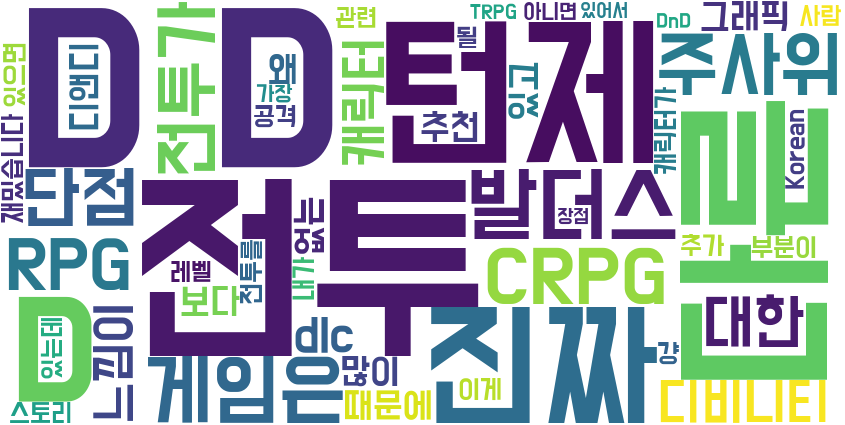 D D
턴제
전투
진짜
룰북
전투가
디앤디
왜
가장
공격
관련
캐릭터
될
추천
TRPG
아니면
있어서
있고
DnD
그래픽
사람
주사위
캐릭터가
Korean
있으면
재밌습니다
단점
RPG
D
있는데
스토리
느낌이
레벨
보다
전투를
없는
내가
발더스
장점
CRPG
추가
부분이
대한
게임은
dlc
많이
때문에
이게
걍
디비니티